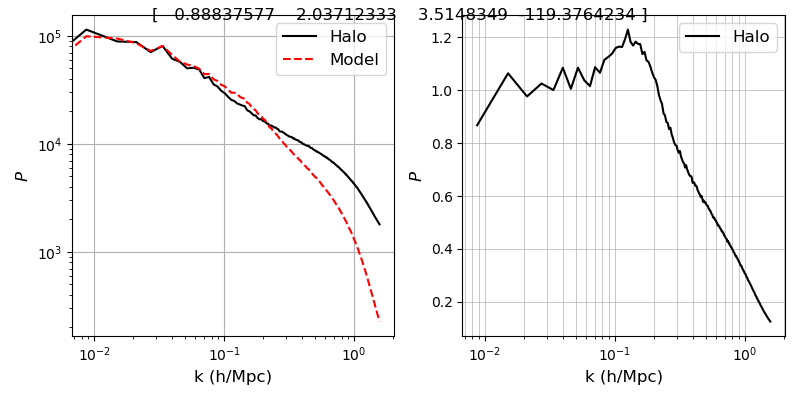 [   0.88837577    2.03712333    3.5148349  -119.3764234 ]
Halo
Model
P
10⁵
10⁴
10³
10⁻²
10⁻¹
10⁰
k (h/Mpc)
Halo
P
1.2
1.0
0.8
0.6
0.4
0.2
10⁻²
10⁻¹
10⁰
k (h/Mpc)